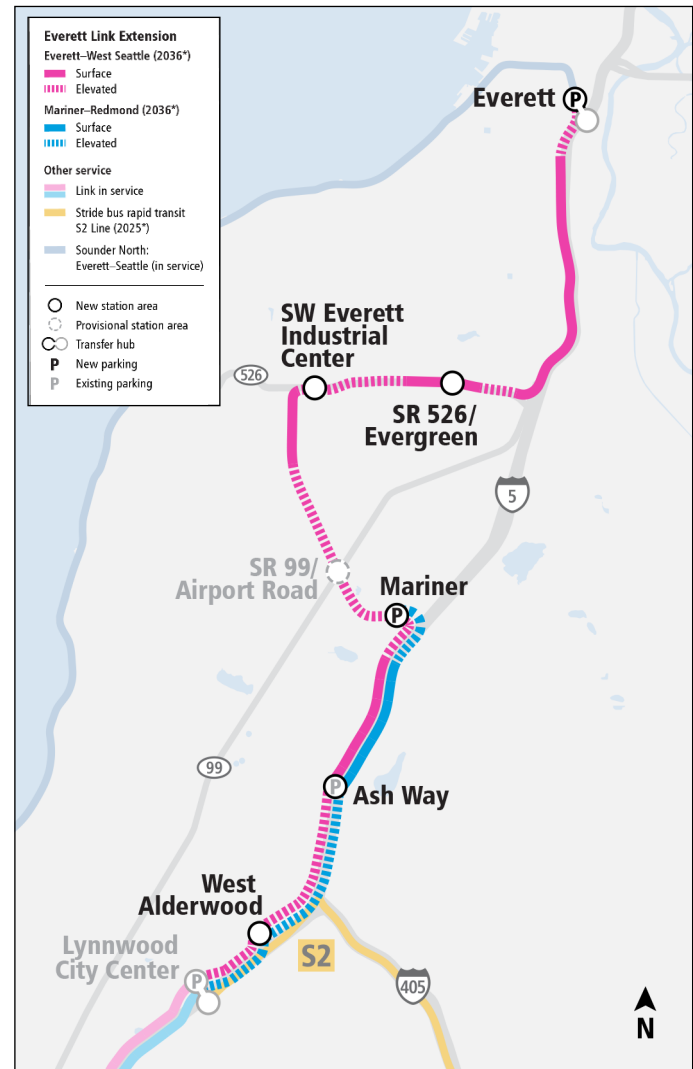 Everett Link Extension
Everett–West Seattle (2036*)
Surface
Elevated
Mariner–Redmond (2036*)
Surface
Elevated
Other service
Link in service
Stride bus rapid transit
S2 Line (2025*)
Sounder North:
Everett–Seattle (in service)
New station area
Provisional station area
Transfer hub
P New parking
P Existing parking
Everett P
SW Everett
Industrial
Center
526
SR 526/
Evergreen
5
SR 99/
Airport Road
Mariner
P
99
P
Ash Way
West
Alderwood
Lynnwood
City Center
P
S2
405
N